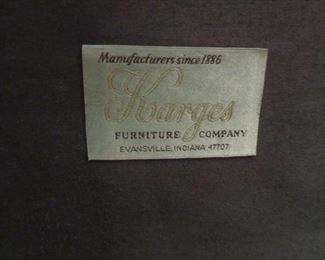 Manufacturers since 1886
Karges
FURNITURE COMPANY
EVANSVILLE, INDIANA 47707